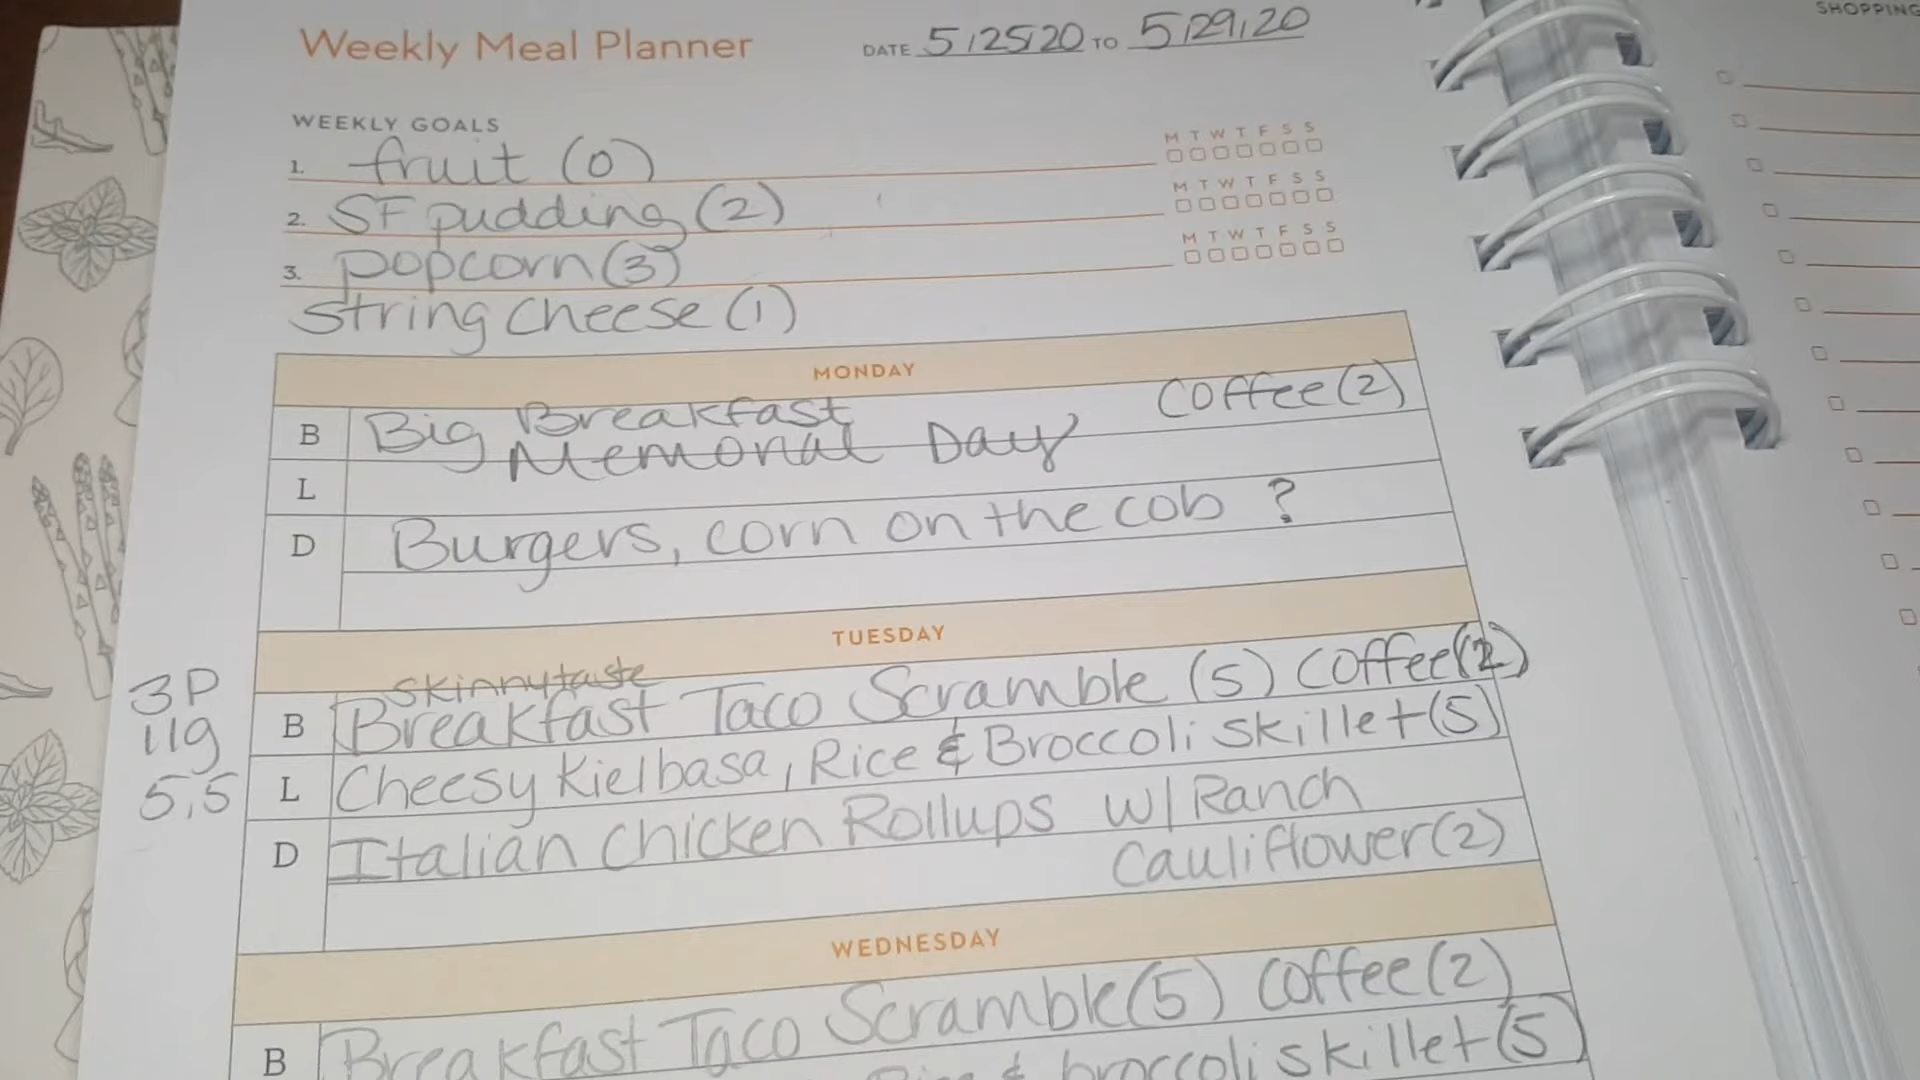 Weekly Meal Planner
DATE 5/25/20 TO 5/29/20
SHOPPING
WEEKLY GOALS
M T W T F S S
1. fruit (0)
M T W T F S S
2. SF pudding (2)
M T W T F S S
3. popcorn (3)
String Cheese (1)
MONDAY
B Big Breakfast Coffee (2)
Memorial Day
L
D Burgers, corn on the cob ?
TUESDAY
3P
11g
5,5
Skinnytaste
B Breakfast Taco Scramble (5) Coffee (2)
L Cheesy Kielbasa, Rice & Broccoli skillet (5)
D Italian Chicken Rollups w/ Ranch
Cauliflower (2)
WEDNESDAY
B Breakfast Taco Scramble (5) Coffee (2)
Rice & broccoli skillet (5)